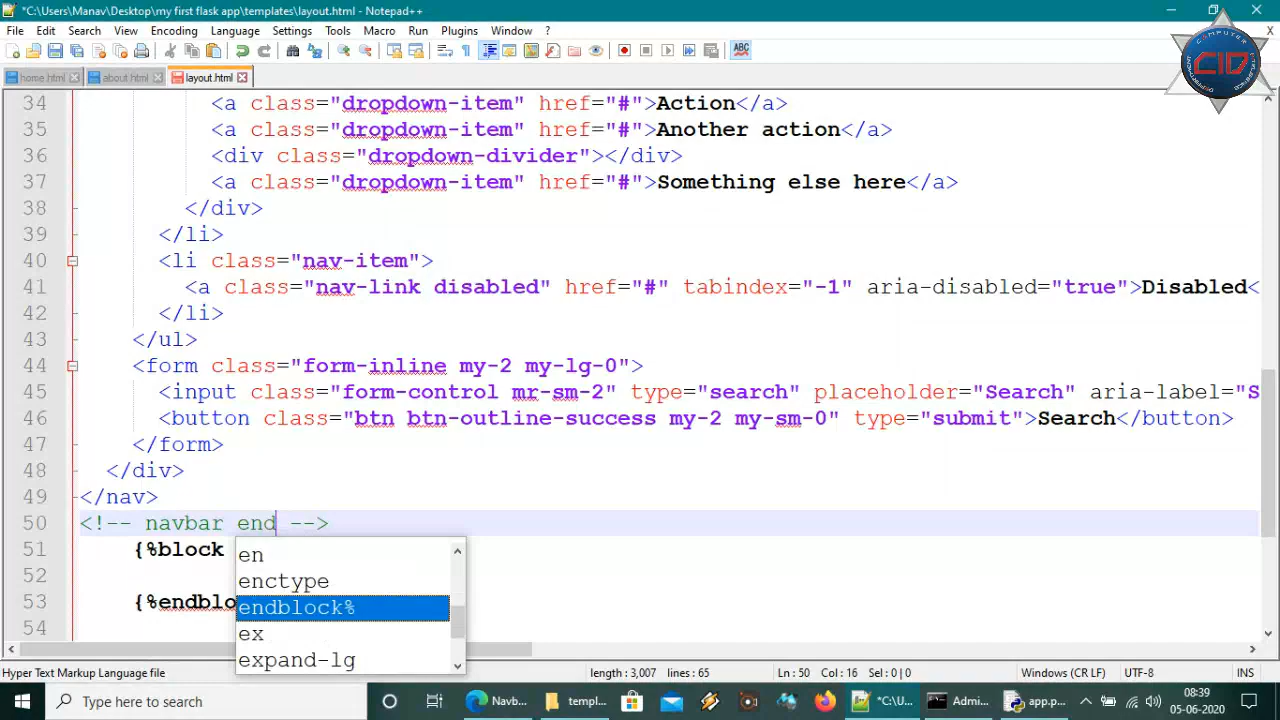 *C:\Users\Manav\Desktop\my first flask app\templates\layout.html - Notepad++
File Edit Search View Encoding Language Settings Tools Macro Run Plugins Window ? X
ABC
home.html about.html layout.html
COMPUTER
CID
34 <a class="dropdown-item" href="#">Action</a>
35 <a class="dropdown-item" href="#">Another action</a>
36 <div class="dropdown-divider"></div>
37 <a class="dropdown-item" href="#">Something else here</a>
38 </div>
39 </li>
40 <li class="nav-item">
41 <a class="nav-link disabled" href="#" tabindex="-1" aria-disabled="true">Disabled<
42 </li>
43 </ul>
44 <form class="form-inline my-2 my-lg-0">
45 <input class="form-control mr-sm-2" type="search" placeholder="Search" aria-label="S
46 <button class="btn btn-outline-success my-2 my-sm-0" type="submit">Search</button>
47 </form>
48 </div>
49 </nav>
50 <!-- navbar end -->
51 {%block
52
53 {%endblo
54
en
enctype
endblock%
ex
expand-lg
Hyper Text Markup Language file length : 3,007 lines : 65 Ln : 50 Col : 16 Sel : 0 | 0 Windows (CR LF) UTF-8 INS
Type here to search Navb... templ... *C:\U... Admi... app.p... 08:39
05-06-2020